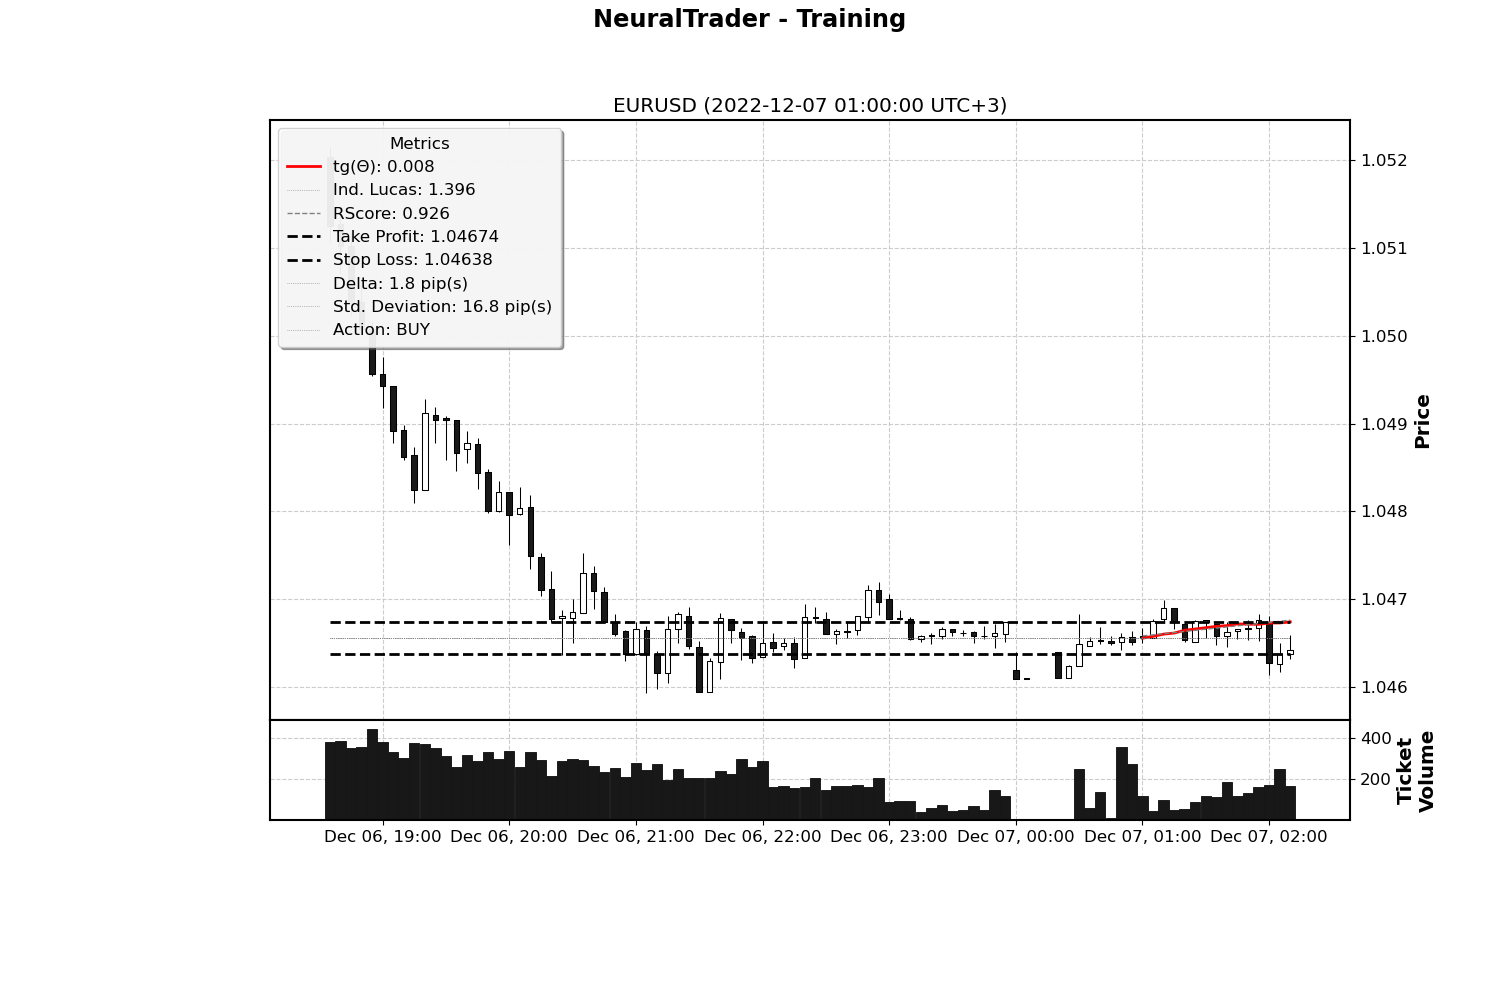 NeuralTrader - Training
EURUSD (2022-12-07 01:00:00 UTC+3)
Metrics
tg(Θ): 0.008
Ind. Lucas: 1.396
RScore: 0.926
Take Profit: 1.04674
Stop Loss: 1.04638
Delta: 1.8 pip(s)
Std. Deviation: 16.8 pip(s)
Action: BUY
1.052
1.051
1.050
1.049
1.048
1.047
1.046
Price
400
200
Ticket
Volume
Dec 06, 19:00 Dec 06, 20:00 Dec 06, 21:00 Dec 06, 22:00 Dec 06, 23:00 Dec 07, 00:00 Dec 07, 01:00 Dec 07, 02:00